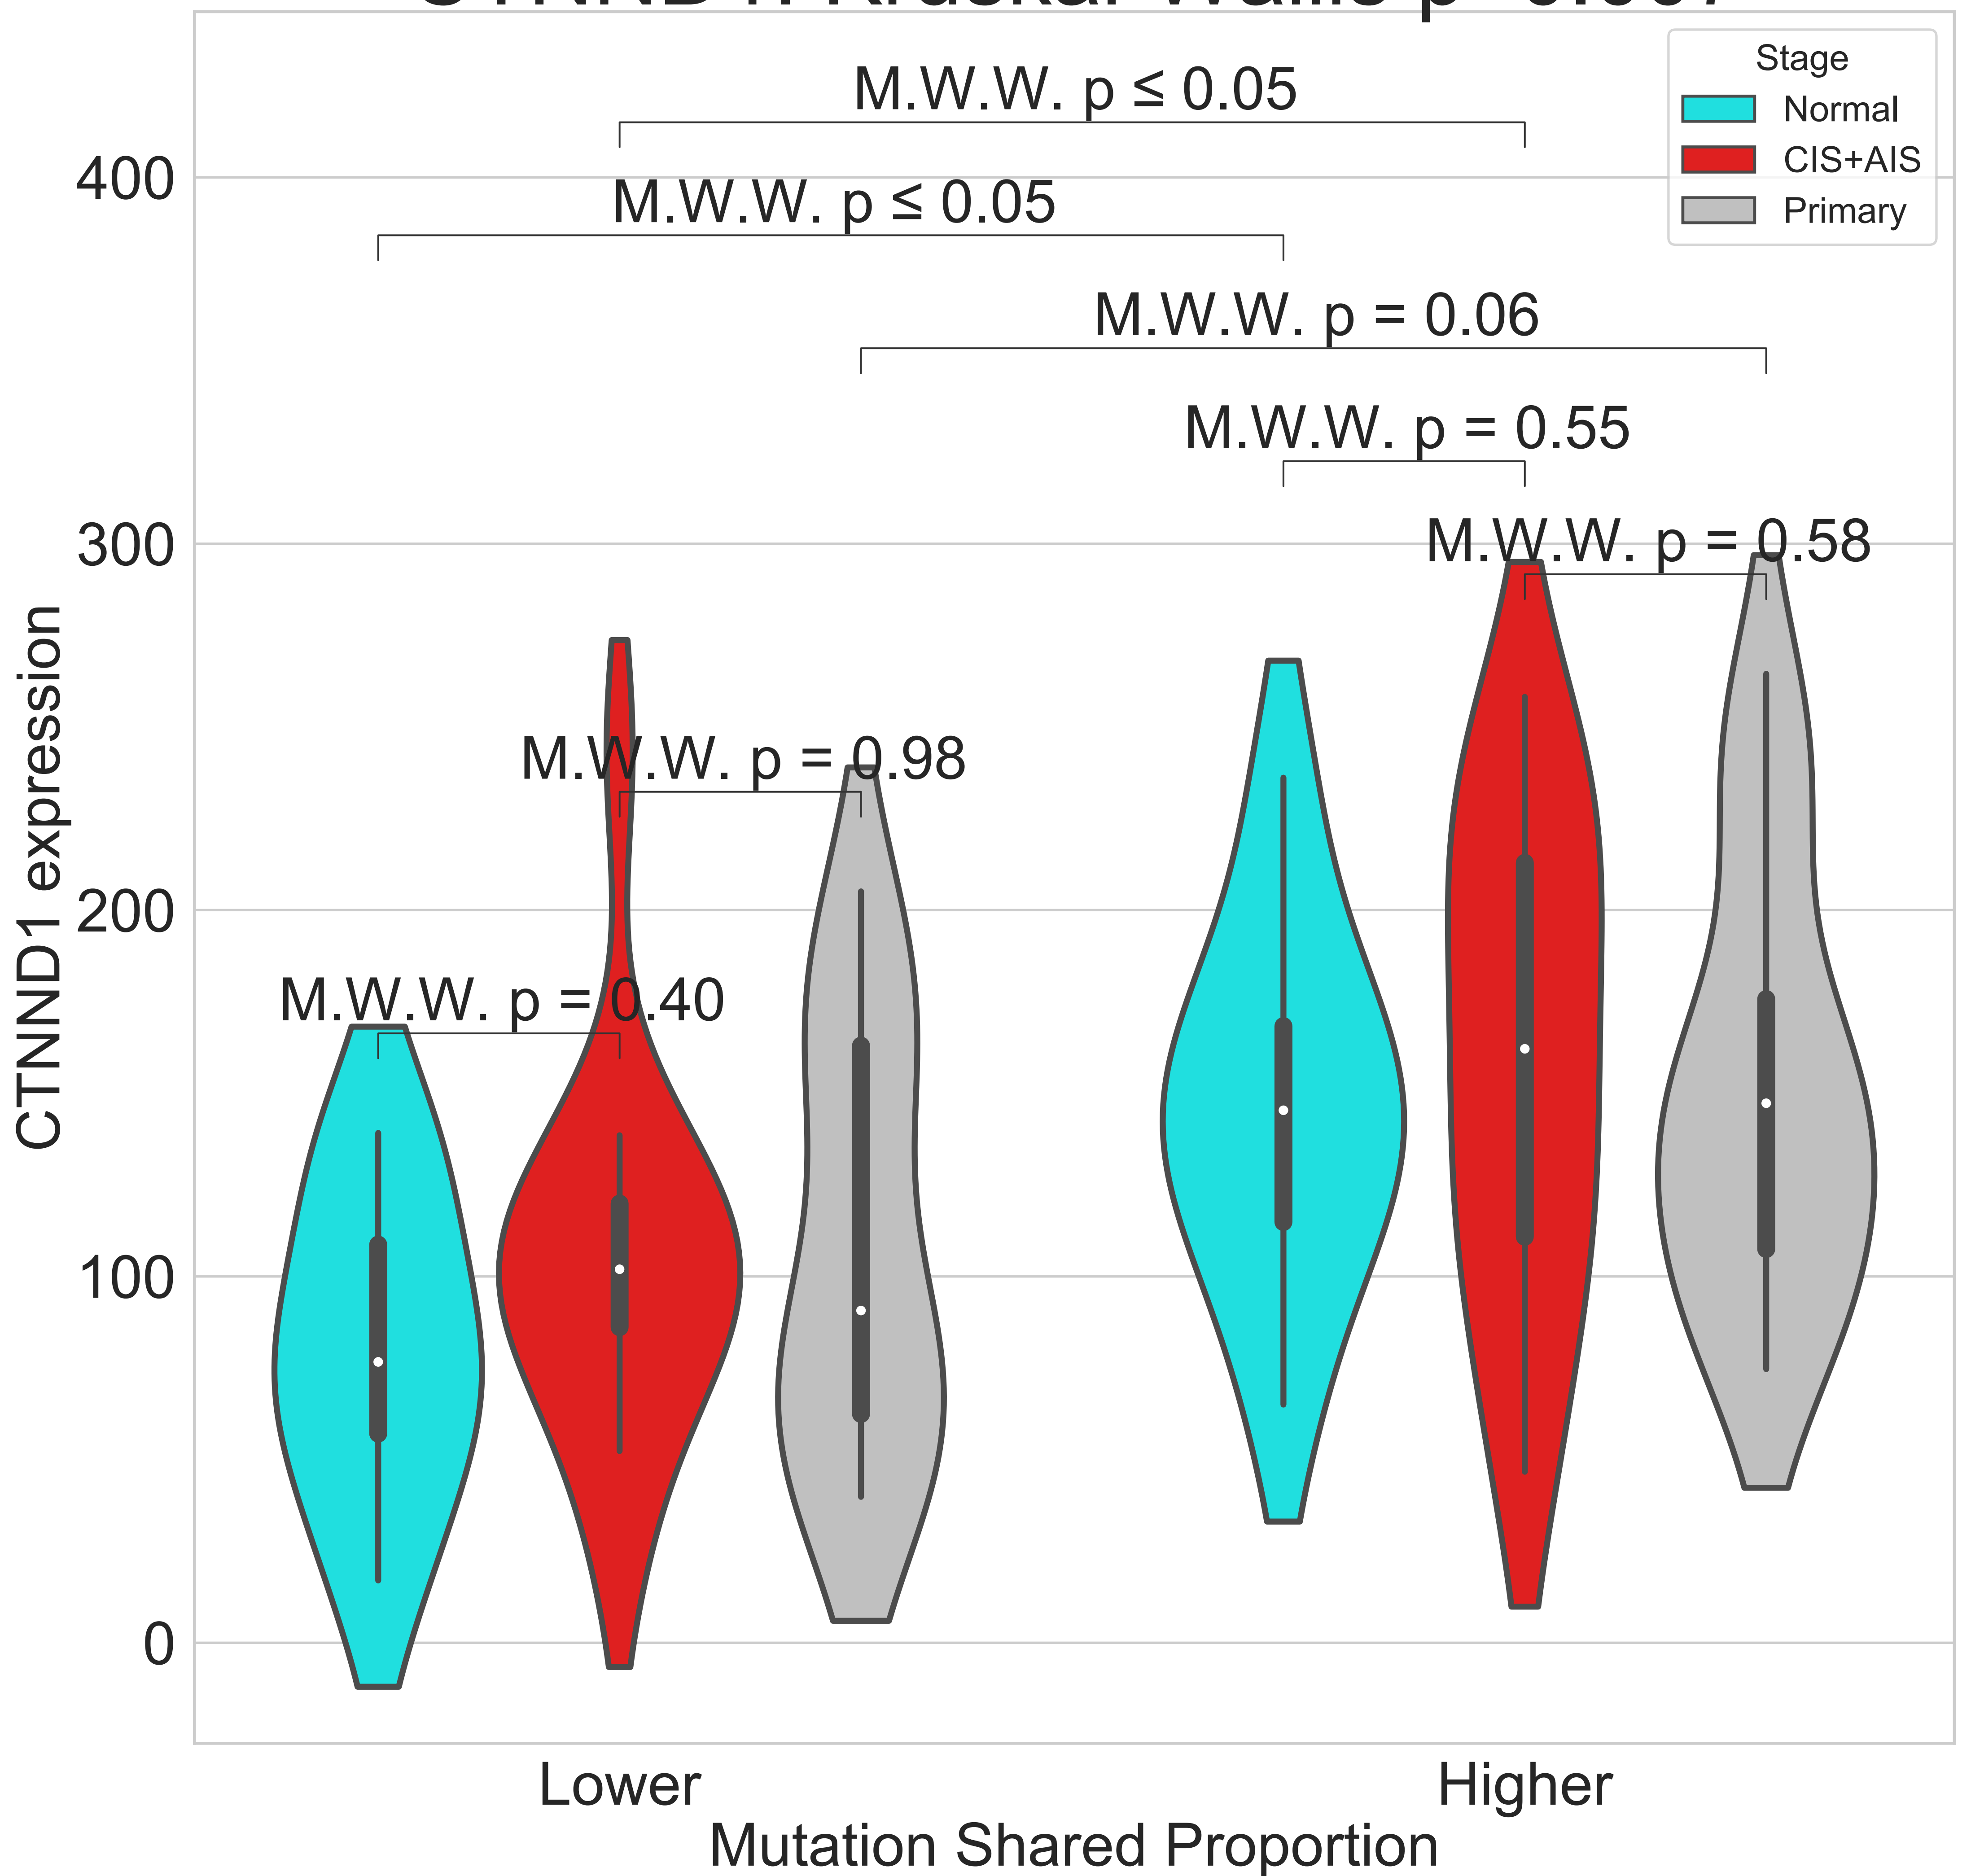 M.W.W. p ≤ 0.05
Stage
Normal
CIS+AIS
Primary
M.W.W. p ≤ 0.05
M.W.W. p = 0.06
M.W.W. p = 0.55
M.W.W. p = 0.58
M.W.W. p = 0.98
M.W.W. p = 0.40
400
300
200
100
0
CTNND1 expression
Lower
Higher
Mutation Shared Proportion